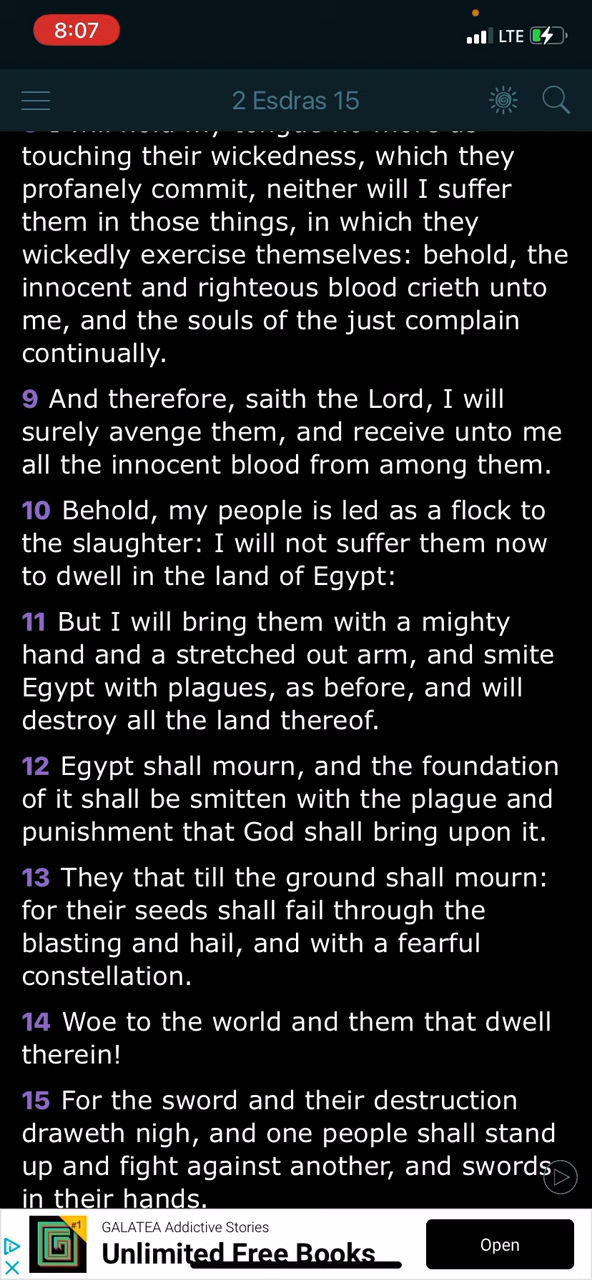 8:07
LTE
2 Esdras 15
touching their wickedness, which they
profanely commit, neither will I suffer
them in those things, in which they
wickedly exercise themselves: behold, the
innocent and righteous blood crieth unto
me, and the souls of the just complain
continually.
9 And therefore, saith the Lord, I will
surely avenge them, and receive unto me
all the innocent blood from among them.
10 Behold, my people is led as a flock to
the slaughter: I will not suffer them now
to dwell in the land of Egypt:
11 But I will bring them with a mighty
hand and a stretched out arm, and smite
Egypt with plagues, as before, and will
destroy all the land thereof.
12 Egypt shall mourn, and the foundation
of it shall be smitten with the plague and
punishment that God shall bring upon it.
13 They that till the ground shall mourn:
for their seeds shall fail through the
blasting and hail, and with a fearful
constellation.
14 Woe to the world and them that dwell
therein!
15 For the sword and their destruction
draweth nigh, and one people shall stand
up and fight against another, and swords
in their hands.
#1
GALATEA Addictive Stories
Unlimited Free Books
Open